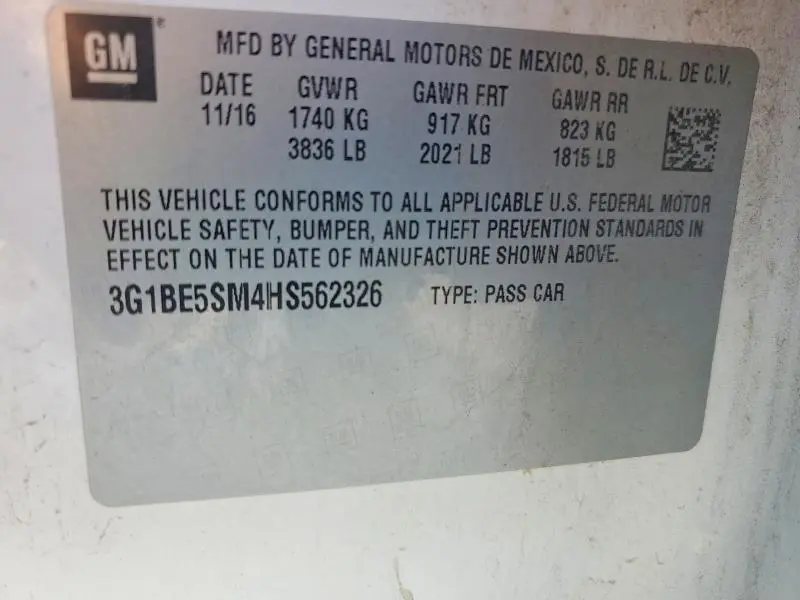 GM®
MFD BY GENERAL MOTORS DE MEXICO, S. DE R.L. DE C.V.
DATE GVWR GAWR FRT GAWR RR
11/16 1740 KG 917 KG 823 KG
3836 LB 2021 LB 1815 LB
THIS VEHICLE CONFORMS TO ALL APPLICABLE U.S. FEDERAL MOTOR
VEHICLE SAFETY, BUMPER, AND THEFT PREVENTION STANDARDS IN
EFFECT ON THE DATE OF MANUFACTURE SHOWN ABOVE.
3G1BE5SM4HS562326 TYPE: PASS CAR